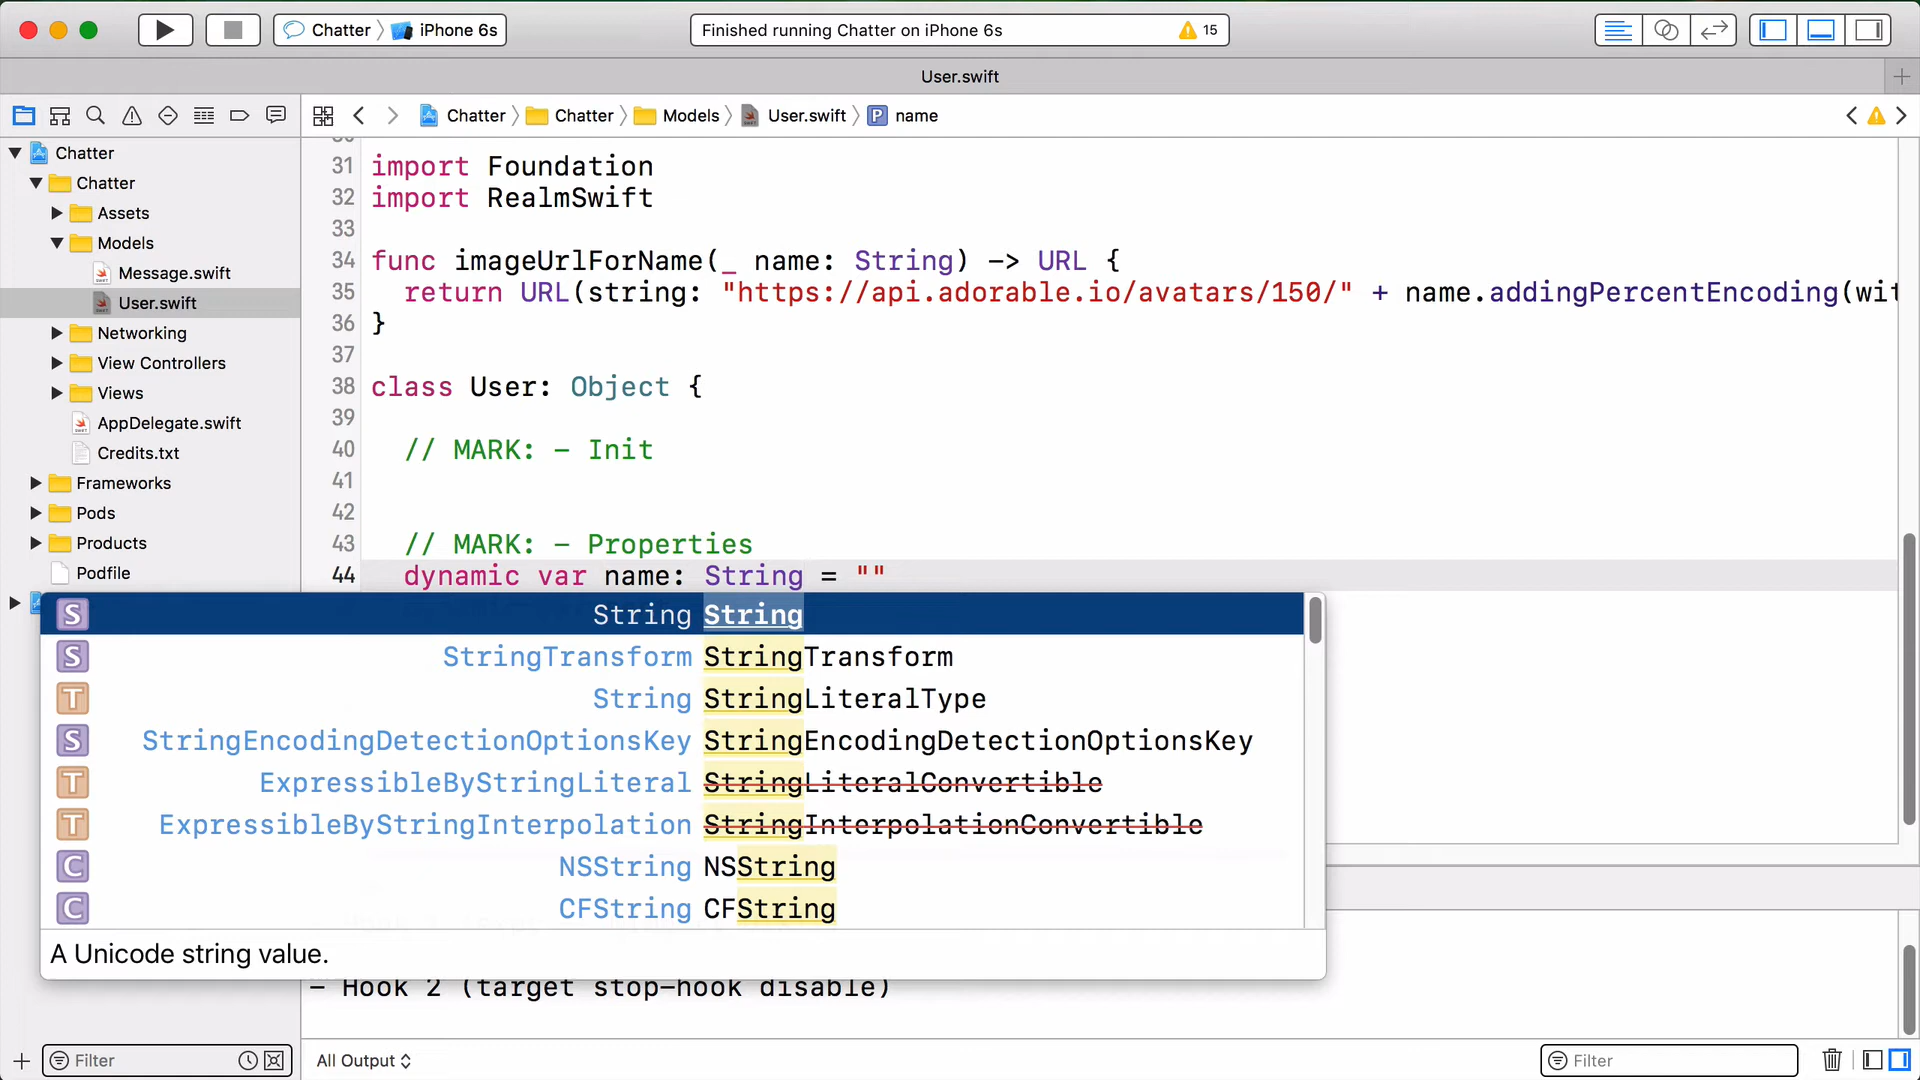 Chatter iPhone 6s
Finished running Chatter on iPhone 6s 15
User.swift
Chatter Chatter Models User.swift P name
Chatter
Chatter
Assets
Models
Message.swift
User.swift
Networking
View Controllers
Views
AppDelegate.swift
Credits.txt
Frameworks
Pods
Products
Podfile
31 import Foundation
32 import RealmSwift
33
34 func imageUrlForName(_ name: String) -> URL {
35 return URL(string: "https://api.adorable.io/avatars/150/" + name.addingPercentEncoding(wit
36 }
37
38 class User: Object {
39
40 // MARK: - Init
41
42
43 // MARK: - Properties
44 dynamic var name: String = ""
S String String
S StringTransform StringTransform
T String StringLiteralType
S StringEncodingDetectionOptionsKey StringEncodingDetectionOptionsKey
T ExpressibleByStringLiteral StringLiteralConvertible
T ExpressibleByStringInterpolation StringInterpolationConvertible
C NSString NSString
C CFString CFString
A Unicode string value.
- Hook 2 (target stop-hook disable)
Filter
All Output
Filter